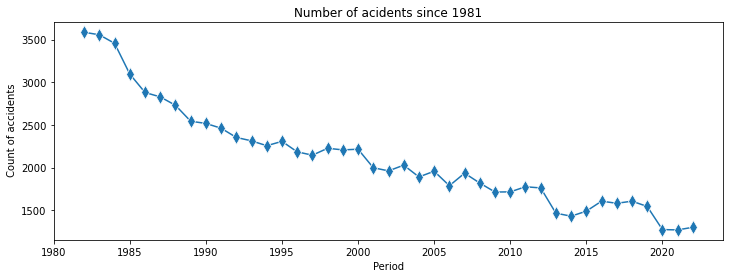 Number of acidents since 1981
3500
3000
2500
2000
1500
Count of accidents
1980 1985 1990 1995 2000 2005 2010 2015 2020
Period